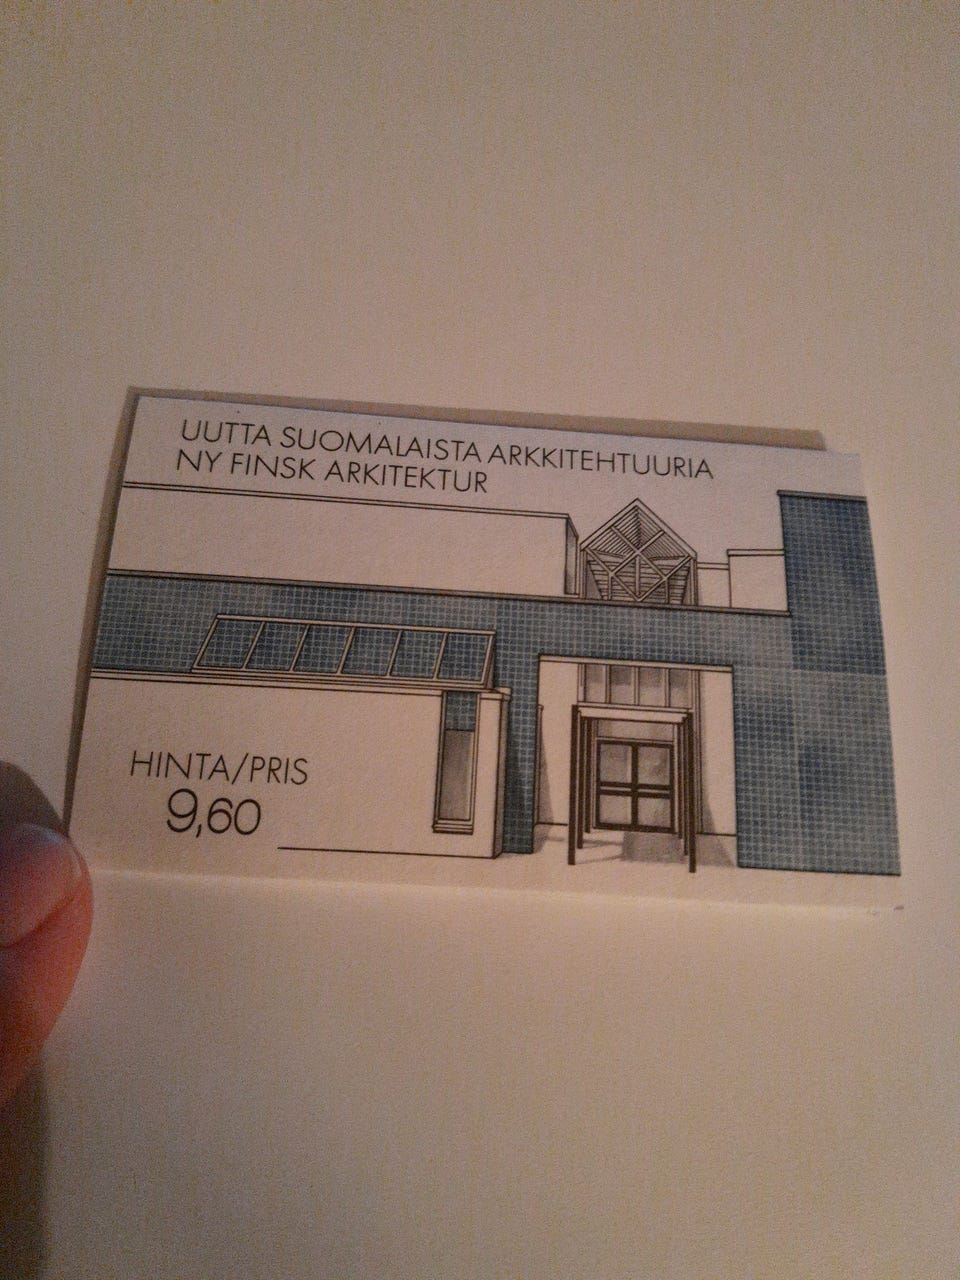 UUTTA SUOMALAISTA ARKKITEHTUURIA
NY FINSK ARKITEKTUR
HINTA/PRIS
9,60